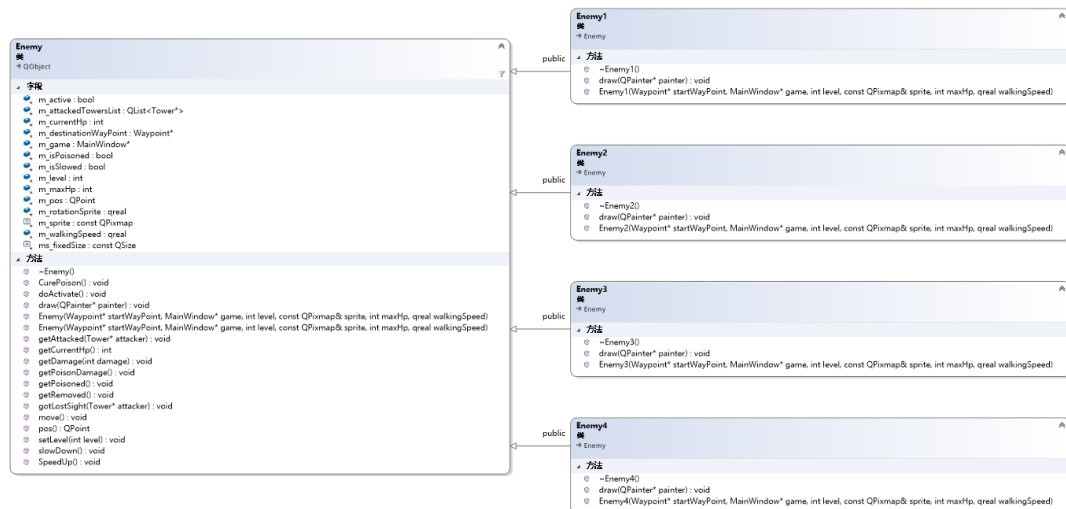 Enemy
类
QObject
字段
m_active : bool
m_attackedTowersList : QList<Tower*>
m_currentHp : int
m_destinationWayPoint : Waypoint*
m_game : MainWindow*
m_isPoisoned : bool
m_isSlowed : bool
m_level : int
m_maxHp : int
m_pos : QPoint
m_rotationSprite : qreal
m_sprite : const QPixmap
m_walkingSpeed : qreal
ms_fixedSize : const QSize
方法
~Enemy()
CurePoison() : void
doActivate() : void
draw(QPainter* painter) : void
Enemy(Waypoint* startWayPoint, MainWindow* game, int level, const QPixmap& sprite, int maxHp, qreal walkingSpeed)
Enemy(Waypoint* startWayPoint, MainWindow* game, int level, const QPixmap& sprite, int maxHp, qreal walkingSpeed)
getAttacked(Tower* attacker) : void
getCurrentHp() : int
getDamage(int damage) : void
getPoisonDamage() : void
getPoisoned() : void
getRemoved() : void
gotLostSight(Tower* attacker) : void
move() : void
pos() : QPoint
setLevel(int level) : void
slowDown() : void
SpeedUp() : void
public
Enemy1
类
Enemy
方法
~Enemy1()
draw(QPainter* painter) : void
Enemy1(Waypoint* startWayPoint, MainWindow* game, int level, const QPixmap& sprite, int maxHp, qreal walkingSpeed)
public
Enemy2
类
Enemy
方法
~Enemy2()
draw(QPainter* painter) : void
Enemy2(Waypoint* startWayPoint, MainWindow* game, int level, const QPixmap& sprite, int maxHp, qreal walkingSpeed)
public
Enemy3
类
Enemy
方法
~Enemy3()
draw(QPainter* painter) : void
Enemy3(Waypoint* startWayPoint, MainWindow* game, int level, const QPixmap& sprite, int maxHp, qreal walkingSpeed)
public
Enemy4
类
Enemy
方法
~Enemy4()
draw(QPainter* painter) : void
Enemy4(Waypoint* startWayPoint, MainWindow* game, int level, const QPixmap& sprite, int maxHp, qreal walkingSpeed)